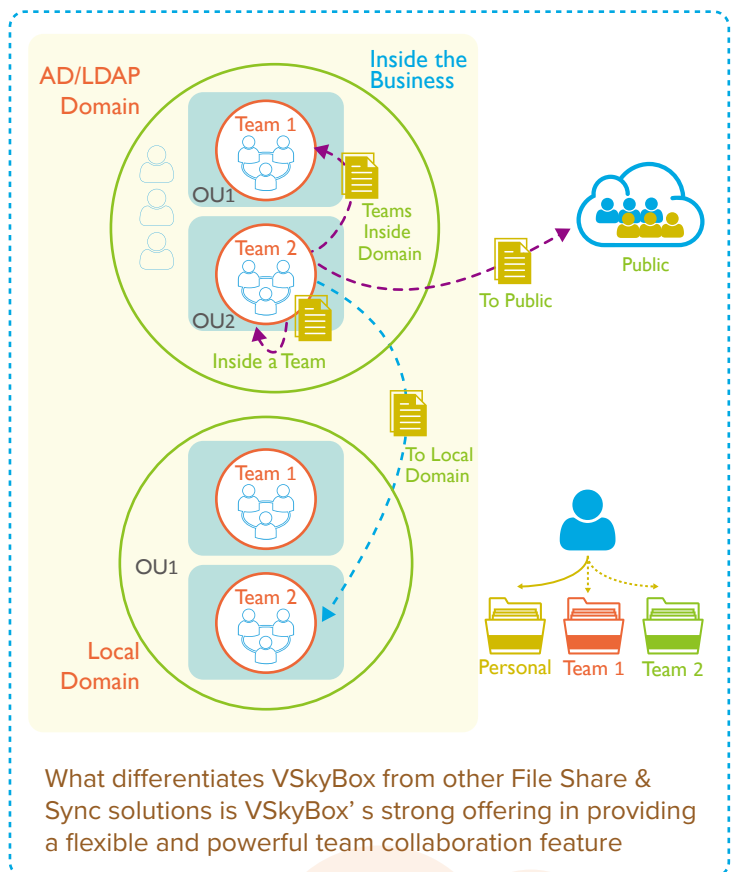 AD/LDAP
Domain
Inside the
Business
Team 1
OU1
Teams
Inside
Domain
Team 2
OU2
Inside a Team
To Public
Public
To Local
Domain
Team 1
OU1
Team 2
Local
Domain
Personal
Team 1
Team 2
What differentiates VSkyBox from other File Share &
Sync solutions is VSkyBox’ s strong offering in providing
a flexible and powerful team collaboration feature